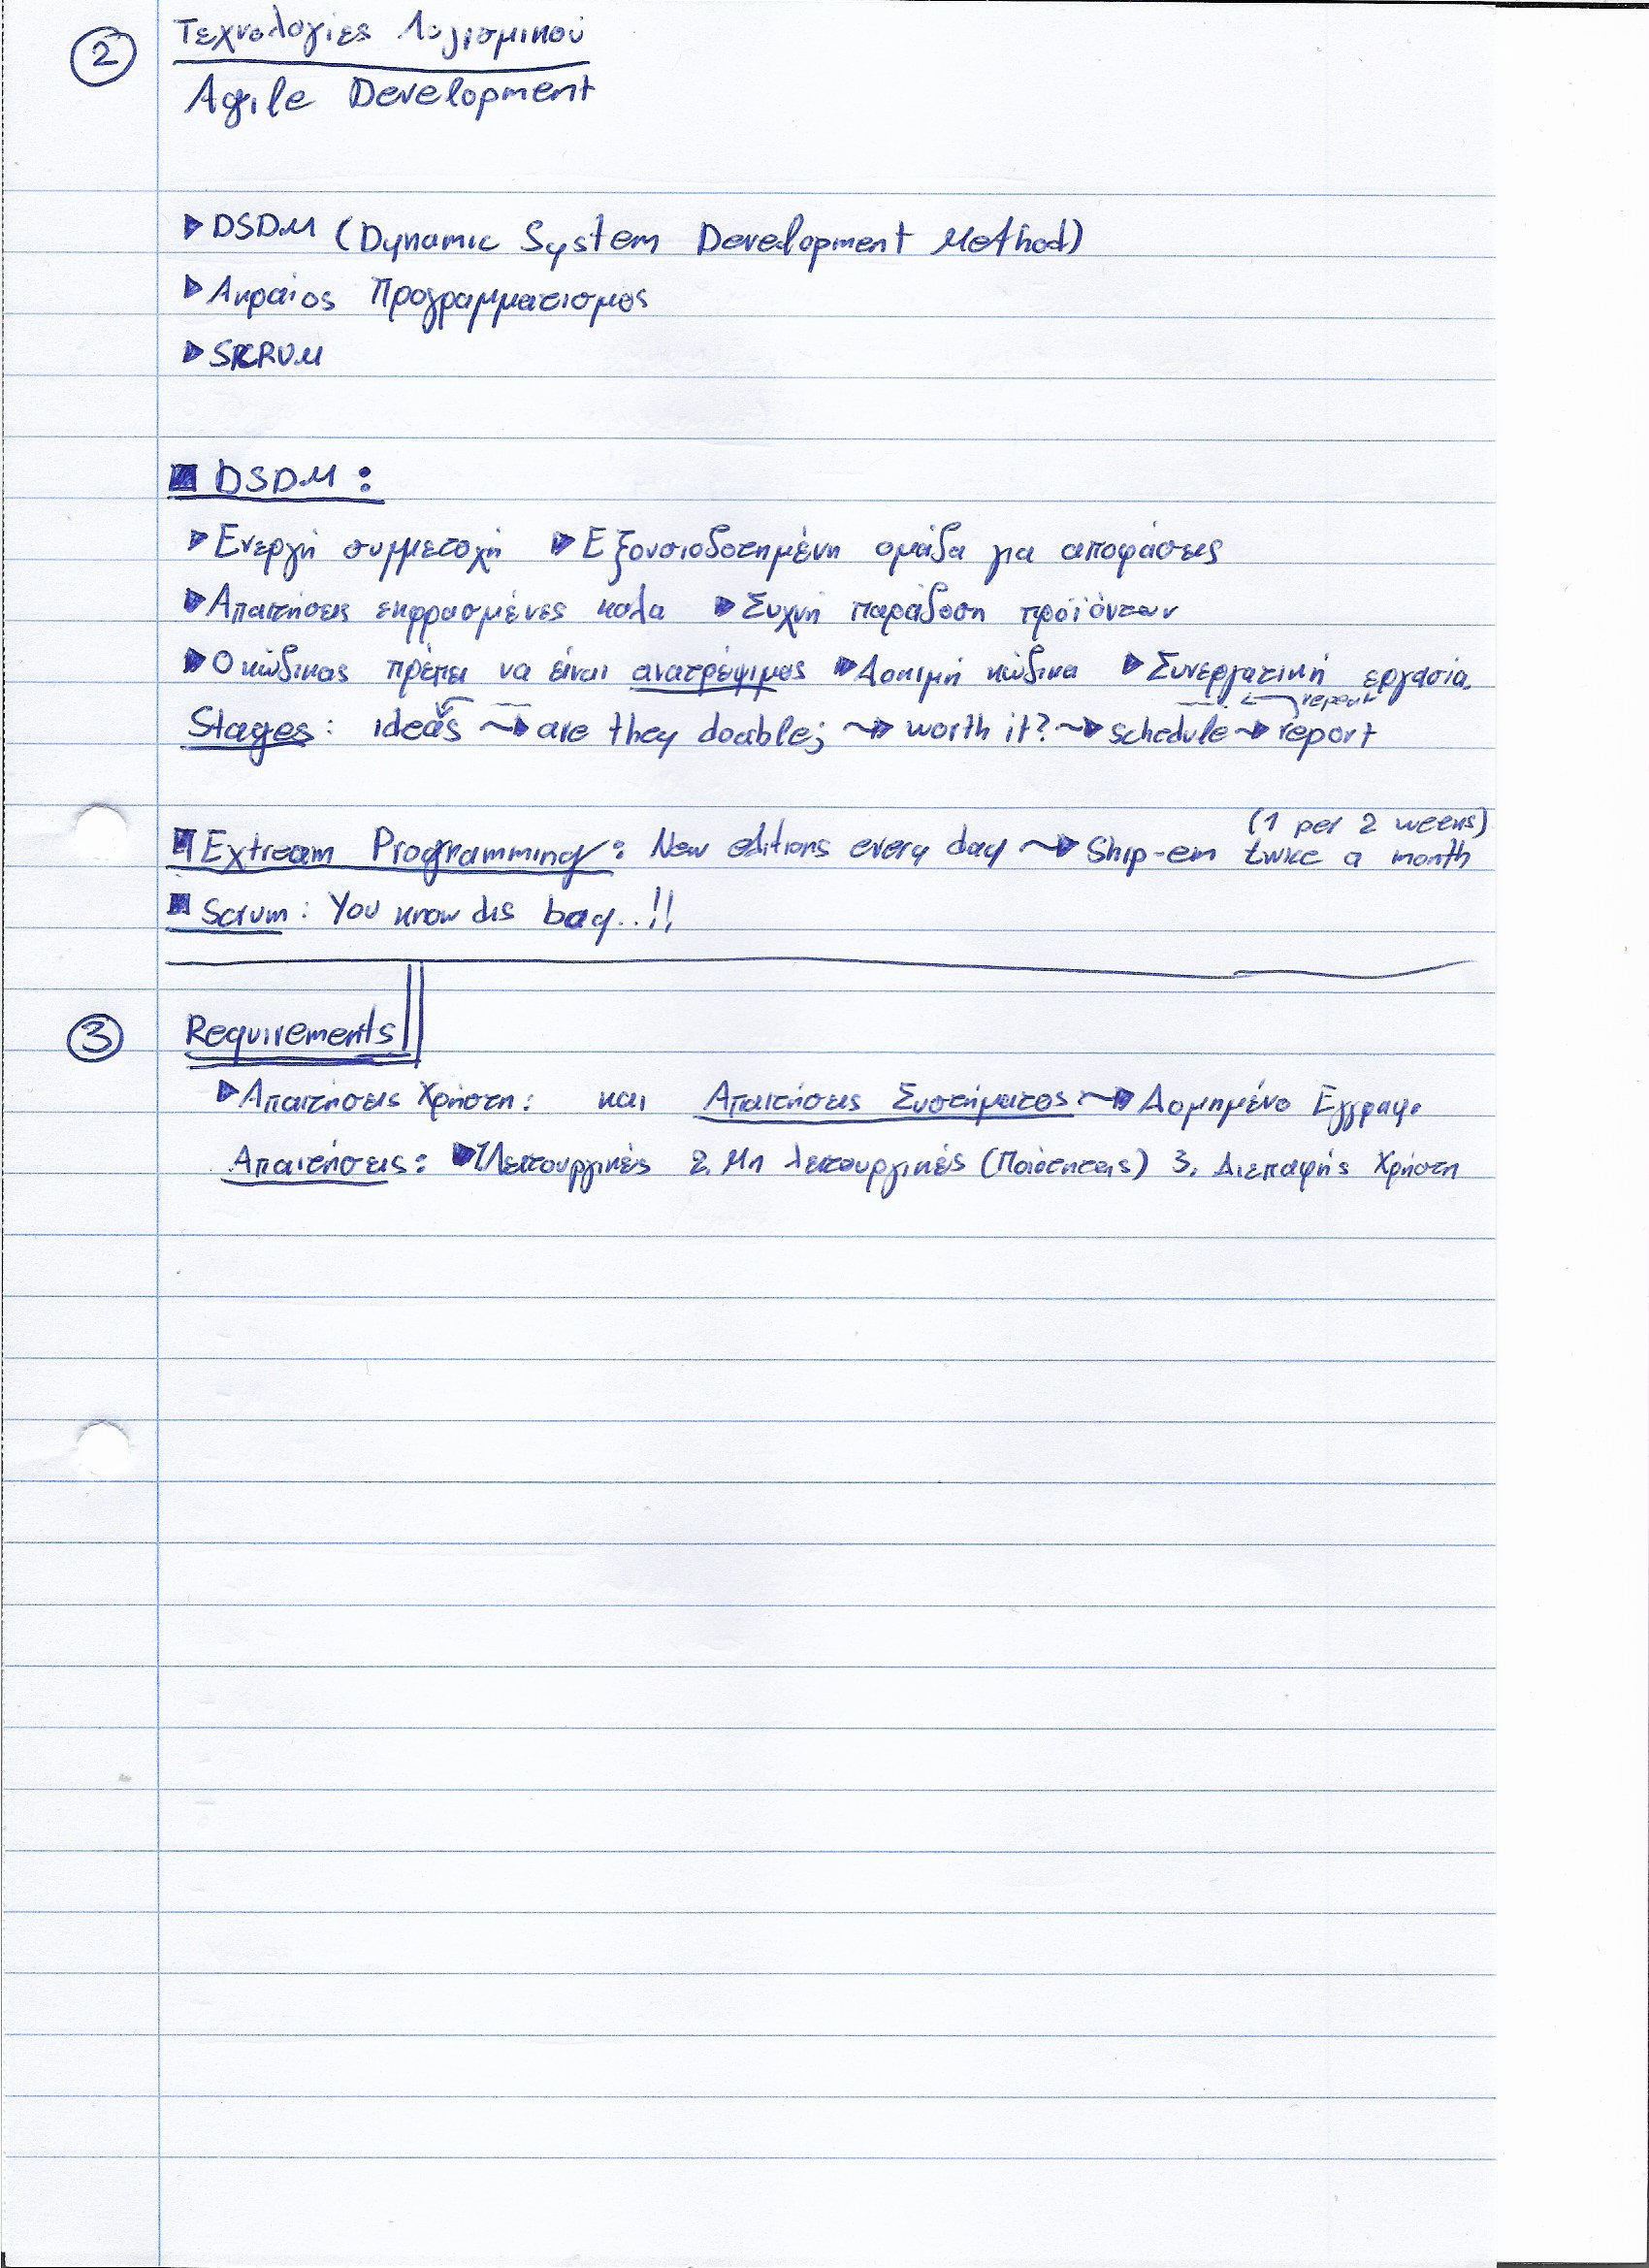 2 Τεχνολογίες Λογισμικού
Agile Development
DSDM (Dynamic System Development Method)
Ακραίος Προγραμματισμος
SCRUM
DSDM :
Ενεργή συμμετοχή Εξουσιοδοτημένη ομάδα για αποφάσεις
Απαιτήσεις εκφρασμένες καλα Συχνή παράδοση προϊόντων
Ο κώδικας πρέπει να είναι ανατρέψιμος Δοκιμή κώδικα Συνεργατική εργασία.
repeat
Stages: ideas are they doable; worth it? schedule report
(1 per 2 weeks)
Extream Programming: New editions every day Ship-em twice a month
Scrum: You know dis bay..!!
3 Requirements
Απαιτήσεις Χρήστη: και Απαιτήσεις Συστήματος Δομημένο Εγγραφ.
Απαιτήσεις: 1. Λειτουργικές 2. Μη λειτουργικές (Ποιότητας) 3. Διεπαφής Χρήστη